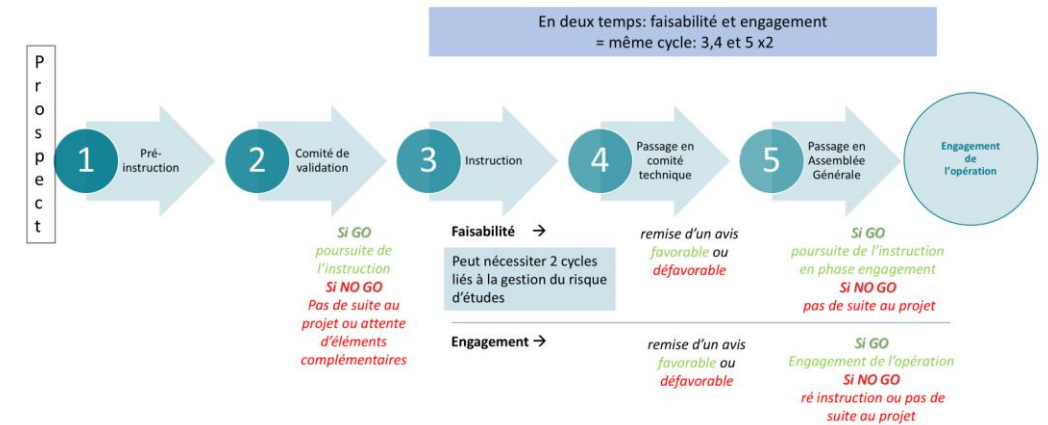 En deux temps: faisabilité et engagement
= même cycle: 3,4 et 5 x2
Prospect
1
Pré-
instruction
2
Comité de
validation
3
Instruction
4
Passage en
comité
technique
5
Passage en
Assemblée
Générale
Engagement
de
l'opération
Si GO
poursuite de
l'instruction
Si NO GO
Pas de suite au
projet ou attente
d'éléments
complémentaires
Faisabilité →
Peut nécessiter 2 cycles
liés à la gestion du risque
d'études
remise d'un avis
favorable ou
défavorable
Si GO
poursuite de l'instruction
en phase engagement
Si NO GO
pas de suite au projet
Engagement →
remise d'un avis
favorable ou
défavorable
Si GO
Engagement de l'opération
Si NO GO
ré instruction ou pas de
suite au projet